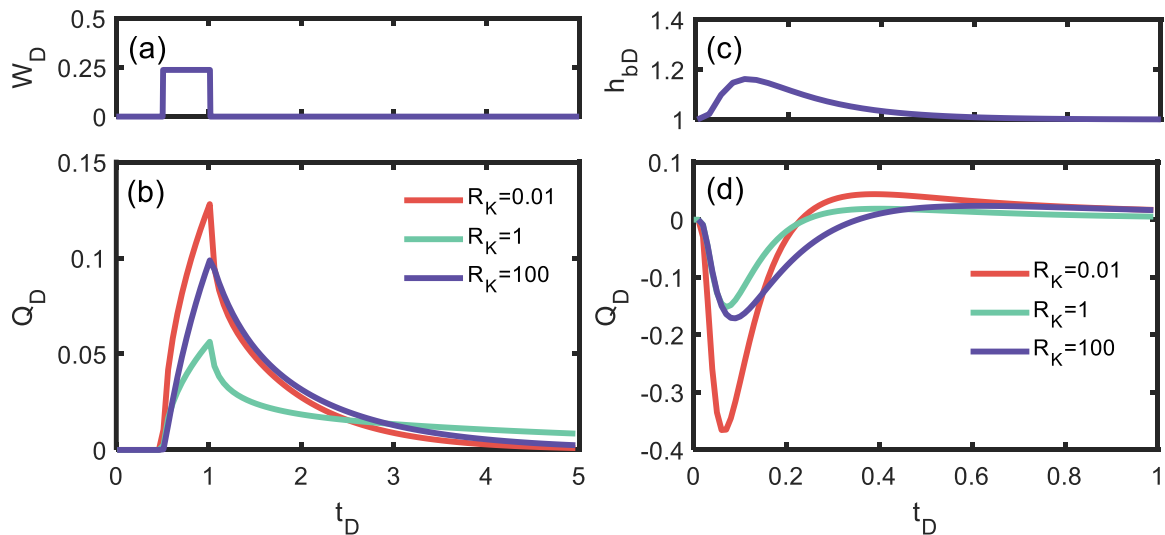 (a)
W_D
0.5
0.25
0
(c)
h_bD
1.4
1.2
1
(b)
Q_D
0.15
0.1
0.05
0
R_K=0.01
R_K=1
R_K=100
0 1 2 3 4 5
t_D
(d)
Q_D
0.1
0
-0.1
-0.2
-0.3
-0.4
R_K=0.01
R_K=1
R_K=100
0 0.2 0.4 0.6 0.8 1
t_D